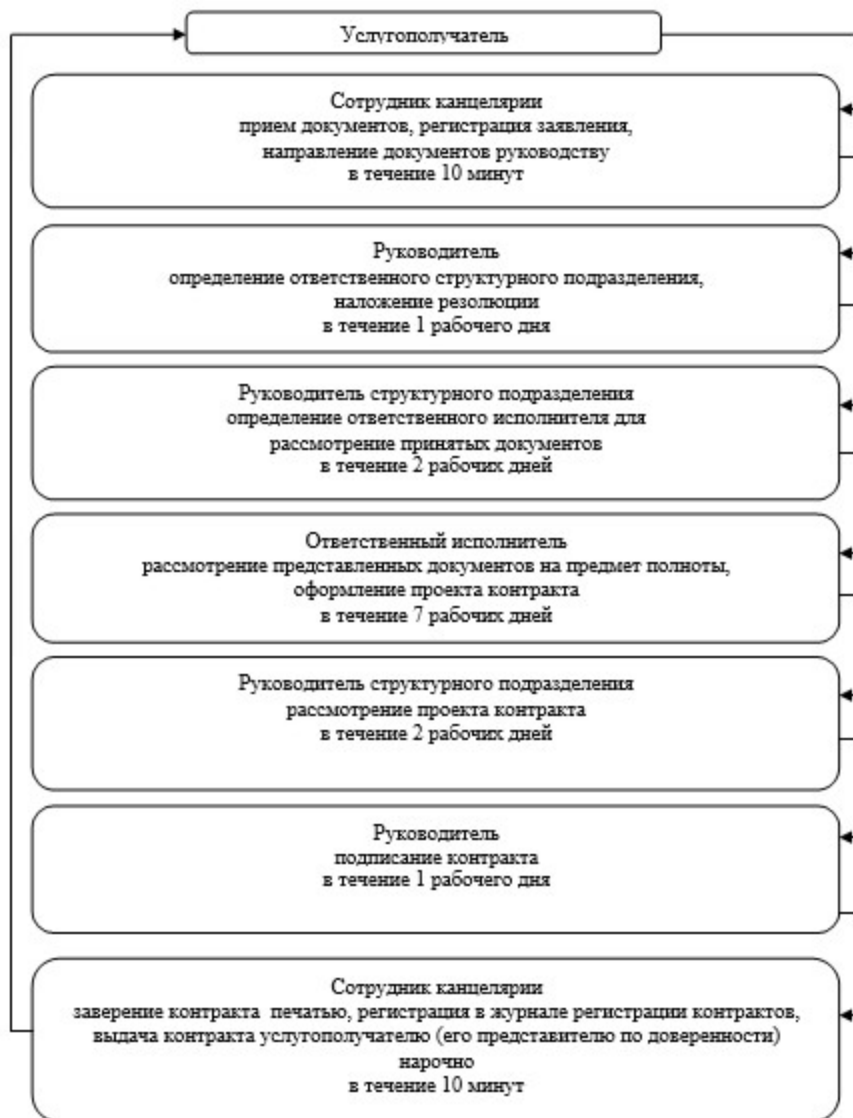 Услугополучатель
Сотрудник канцелярии
прием документов, регистрация заявления,
направление документов руководству
в течение 10 минут
Руководитель
определение ответственного структурного подразделения,
наложение резолюции
в течение 1 рабочего дня
Руководитель структурного подразделения
определение ответственного исполнителя для
рассмотрение принятых документов
в течение 2 рабочих дней
Ответственный исполнитель
рассмотрение представленных документов на предмет полноты,
оформление проекта контракта
в течение 7 рабочих дней
Руководитель структурного подразделения
рассмотрение проекта контракта
в течение 2 рабочих дней
Руководитель
подписание контракта
в течение 1 рабочего дня
Сотрудник канцелярии
заверение контракта печатью, регистрация в журнале регистрации контрактов,
выдача контракта услугополучателю (его представителю по доверенности)
нарочно
в течение 10 минут